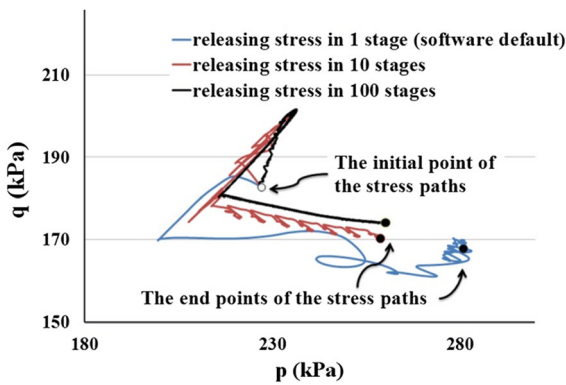 releasing stress in 1 stage (software default)
releasing stress in 10 stages
releasing stress in 100 stages
210
190
170
150
q (kPa)
The initial point of
the stress paths
The end points of the stress paths
180
230
280
p (kPa)